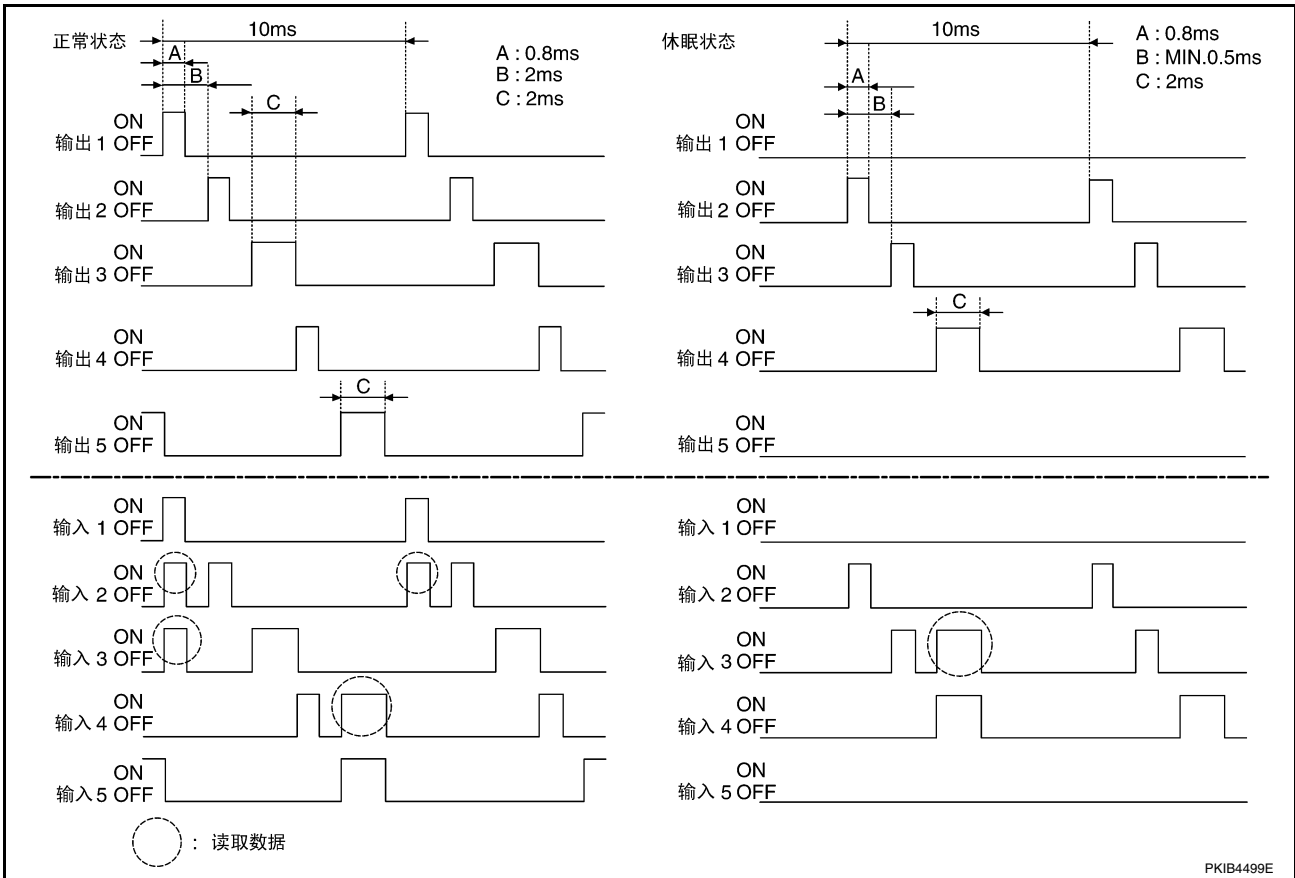 正常状态
10ms
A
B
C
A : 0.8ms
B : 2ms
C : 2ms
输出 1 ON OFF
输出 2 ON OFF
输出 3 ON OFF
输出 4 ON OFF
C
输出 5 ON OFF
休眠状态
10ms
A
B
A : 0.8ms
B : MIN.0.5ms
C : 2ms
输出 1 ON OFF
输出 2 ON OFF
输出 3 ON OFF
C
输出 4 ON OFF
输出 5 ON OFF
输入 1 ON OFF
输入 2 ON OFF
输入 3 ON OFF
输入 4 ON OFF
输入 5 ON OFF
输入 1 ON OFF
输入 2 ON OFF
输入 3 ON OFF
输入 4 ON OFF
输入 5 ON OFF
: 读取数据
PKIB4499E